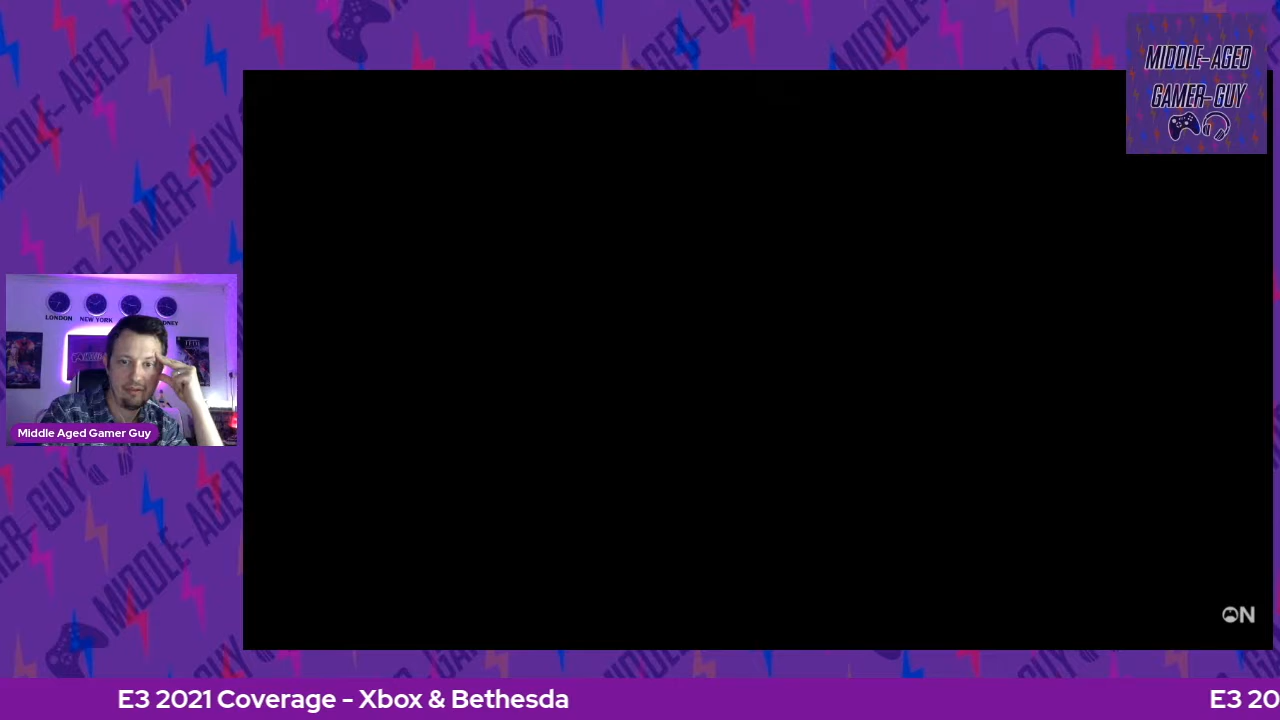 MIDDLE-AGED
GAMER-GUY
LONDON
NEW YORK
Middle Aged Gamer Guy
ON
E3 2021 Coverage - Xbox & Bethesda
E3 20